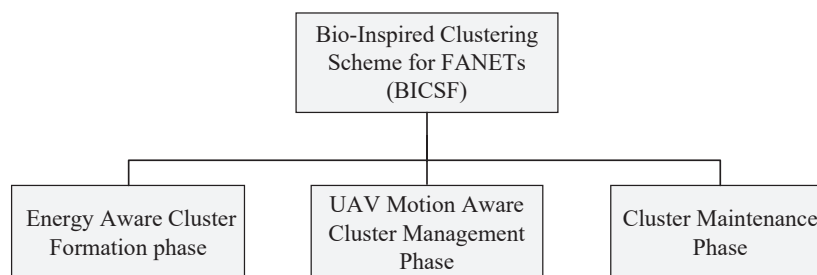 Bio-Inspired Clustering
Scheme for FANETs
(BICSF)
Energy Aware Cluster
Formation phase
UAV Motion Aware
Cluster Management
Phase
Cluster Maintenance
Phase